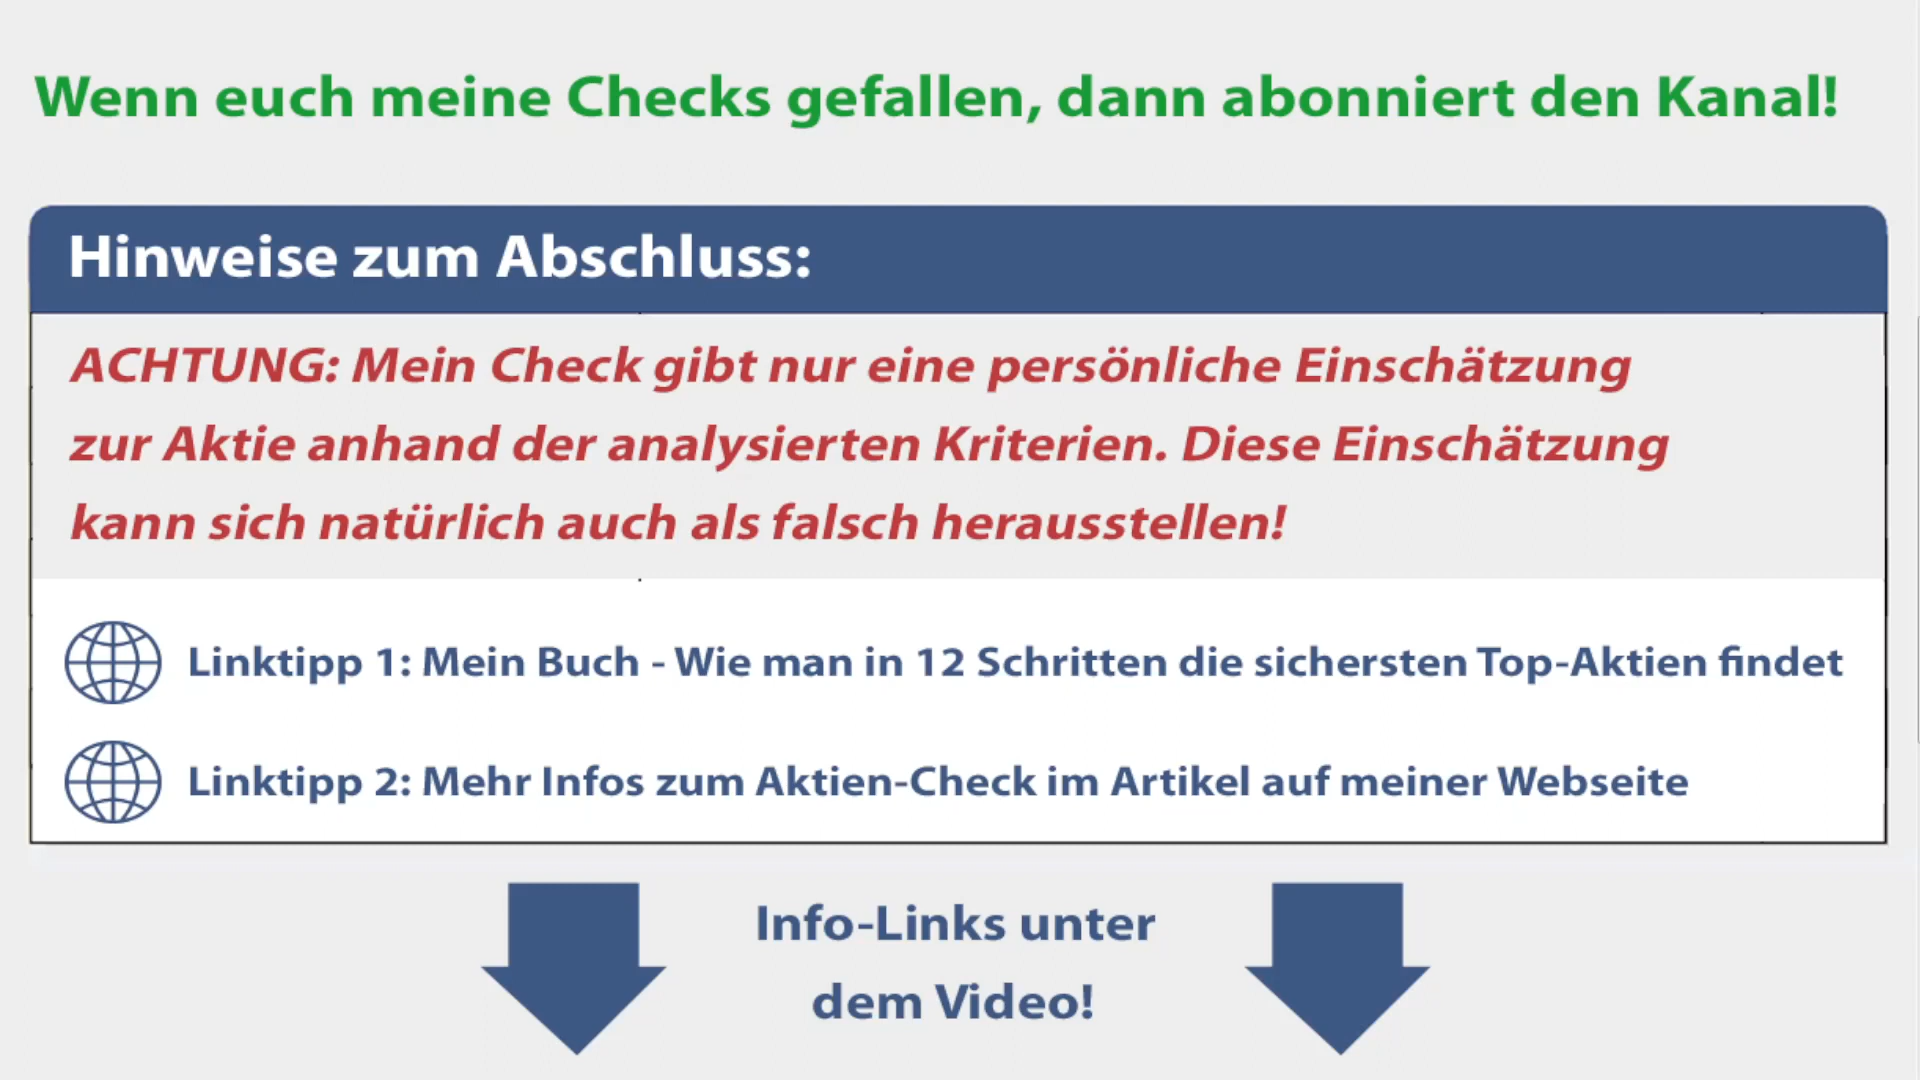 Wenn euch meine Checks gefallen, dann abonniert den Kanal!
Hinweise zum Abschluss:
ACHTUNG: Mein Check gibt nur eine persönliche Einschätzung
zur Aktie anhand der analysierten Kriterien. Diese Einschätzung
kann sich natürlich auch als falsch herausstellen!
Linktipp 1: Mein Buch - Wie man in 12 Schritten die sichersten Top-Aktien findet
Linktipp 2: Mehr Infos zum Aktien-Check im Artikel auf meiner Webseite
Info-Links unter
dem Video!